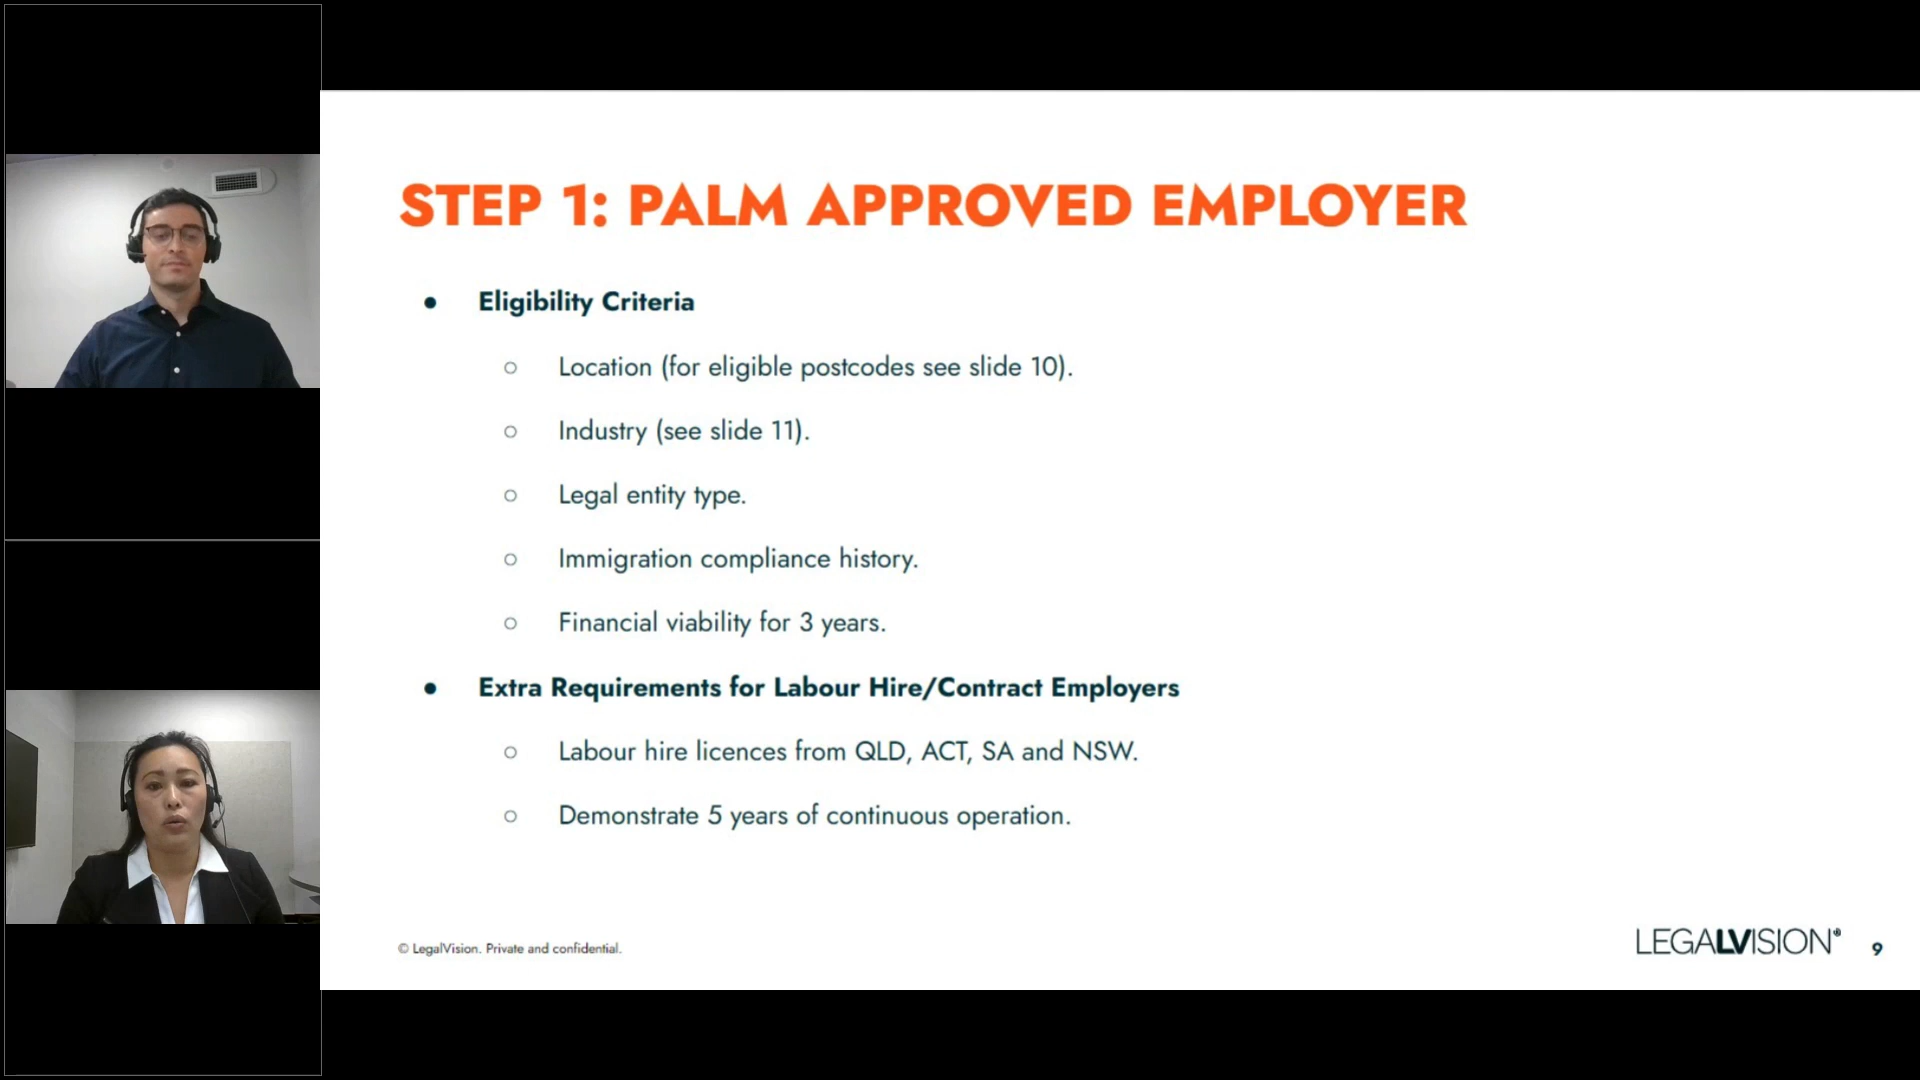 STEP 1: PALM APPROVED EMPLOYER
● Eligibility Criteria
○ Location (for eligible postcodes see slide 10).
○ Industry (see slide 11).
○ Legal entity type.
○ Immigration compliance history.
○ Financial viability for 3 years.
● Extra Requirements for Labour Hire/Contract Employers
○ Labour hire licences from QLD, ACT, SA and NSW.
○ Demonstrate 5 years of continuous operation.
© LegalVision. Private and confidential.
LEGALVISION® 9